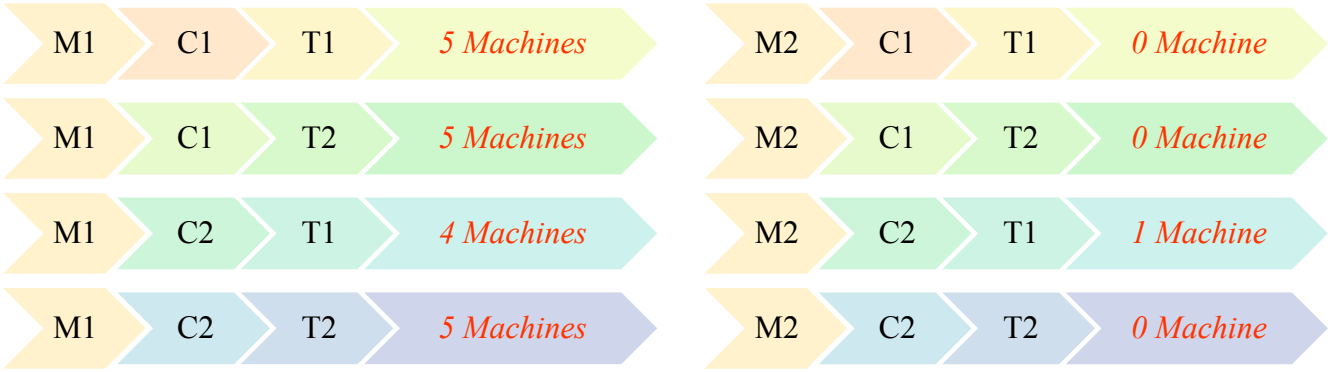 M1 C1 T1 5 Machines
M2 C1 T1 0 Machine
M1 C1 T2 5 Machines
M2 C1 T2 0 Machine
M1 C2 T1 4 Machines
M2 C2 T1 1 Machine
M1 C2 T2 5 Machines
M2 C2 T2 0 Machine